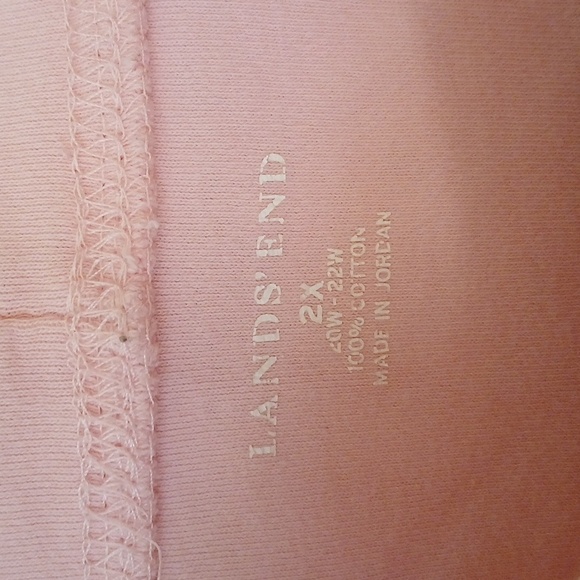 LANDS' END
2X
20W-22W
100% COTTON
MADE IN JORDAN